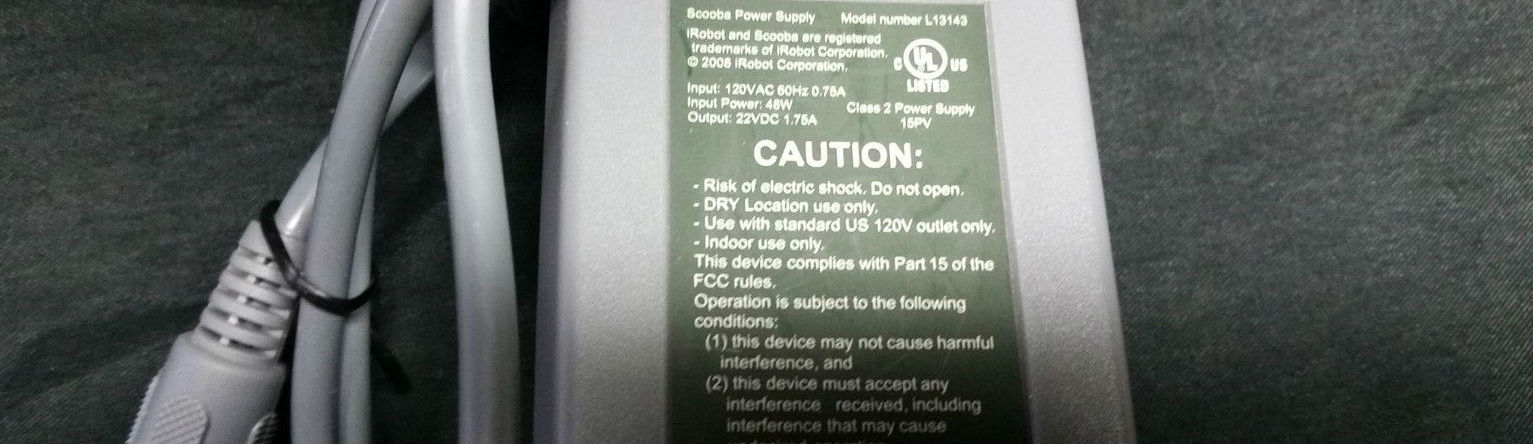 Scooba Power Supply Model number L13143
iRobot and Scooba are registered
trademarks of iRobot Corporation.
© 2006 iRobot Corporation.
C UL US
LISTED
Input: 120VAC 60Hz 0.75A
Input Power: 46W Class 2 Power Supply
Output: 22VDC 1.75A 15PV
CAUTION:
- Risk of electric shock. Do not open.
- DRY Location use only.
- Use with standard US 120V outlet only.
- Indoor use only.
This device complies with Part 15 of the
FCC rules.
Operation is subject to the following
conditions:
(1) this device may not cause harmful
interference, and
(2) this device must accept any
interference received, including
interference that may cause